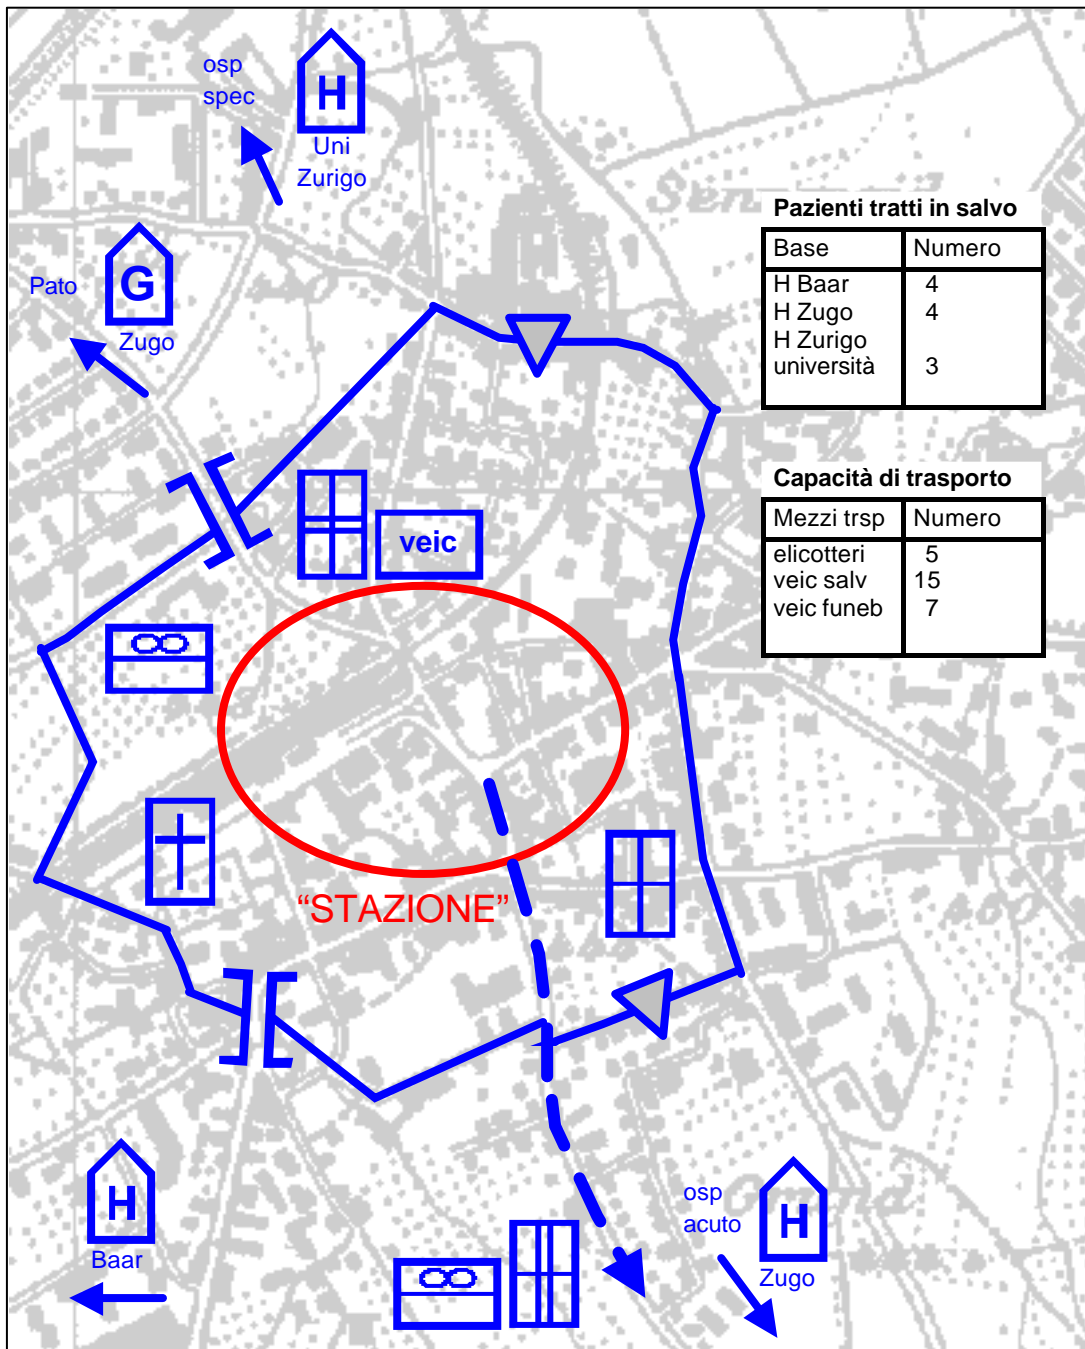 osp
spec
H
Uni
Zurigo
Pato
G
Zugo
Pazienti tratti in salvo
Base Numero
H Baar 4
H Zugo 4
H Zurigo
università 3
Capacità di trasporto
Mezzi trsp Numero
elicotteri 5
veic salv 15
veic funeb 7
veic
“STAZIONE”
H
Baar
osp
acuto
H
Zugo